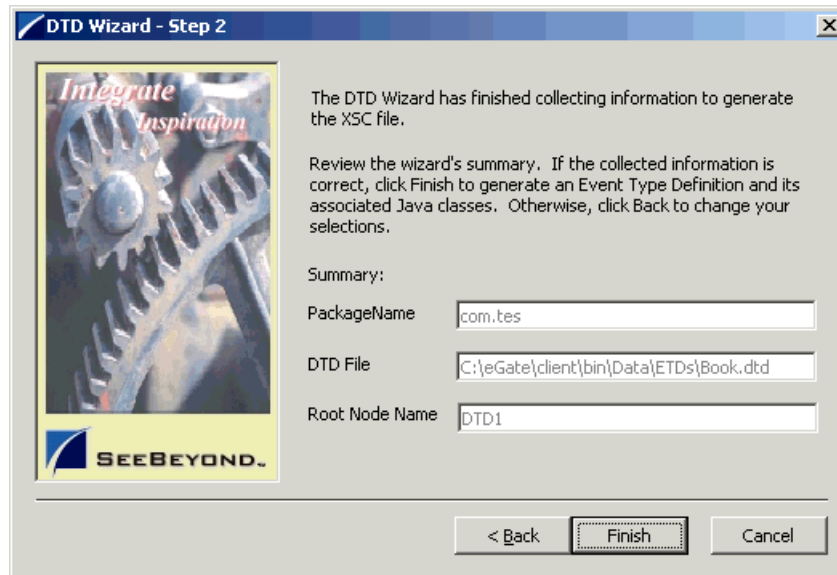 DTD Wizard - Step 2
Integrate
Inspiration
The DTD Wizard has finished collecting information to generate
the XSC file.
Review the wizard's summary. If the collected information is
correct, click Finish to generate an Event Type Definition and its
associated Java classes. Otherwise, click Back to change your
selections.
Summary:
PackageName com.tes
DTD File C:\eGate\client\bin\Data\ETDs\Book.dtd
Root Node Name DTD1
SEEBEYOND™
< Back Finish Cancel